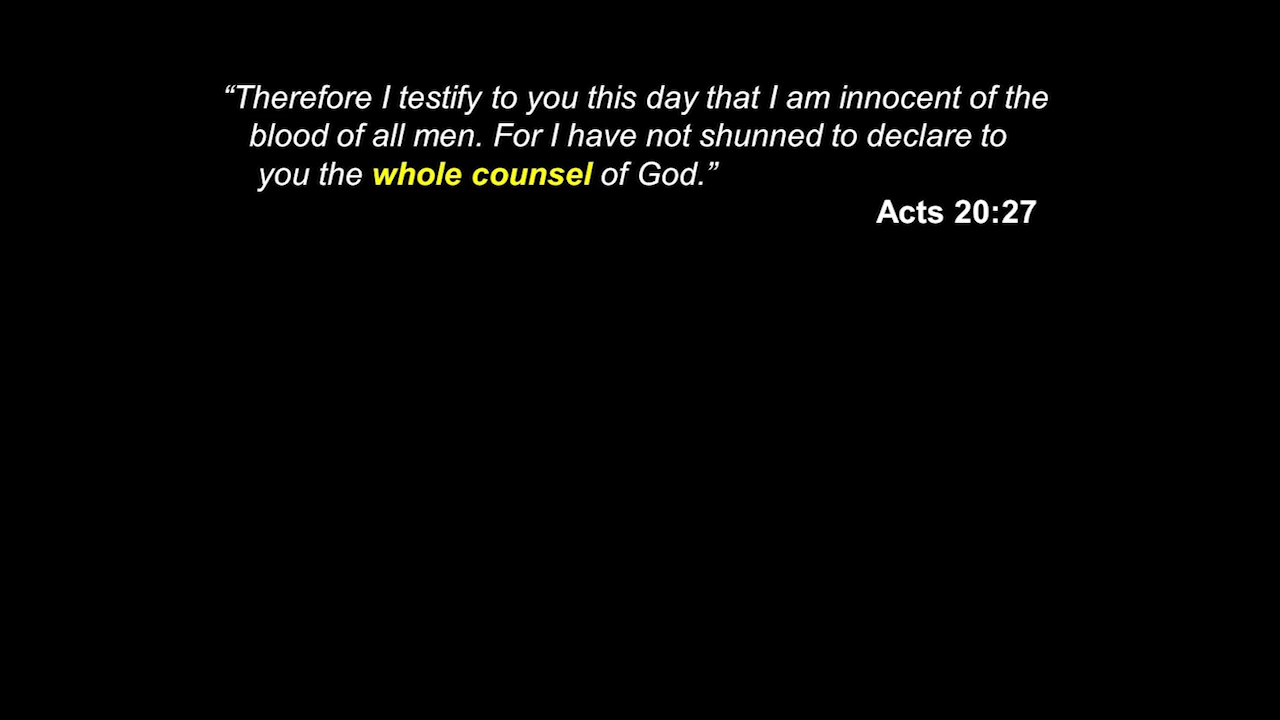 “Therefore I testify to you this day that I am innocent of the
blood of all men. For I have not shunned to declare to
you the whole counsel of God.”
Acts 20:27